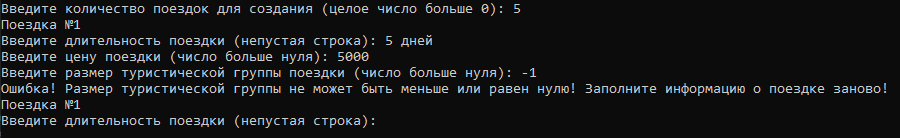 Введите количество поездок для создания (целое число больше 0): 5
Поездка №1
Введите длительность поездки (непустая строка): 5 дней
Введите цену поездки (число больше нуля): 5000
Введите размер туристической группы поездки (число больше нуля): -1
Ошибка! Размер туристической группы не может быть меньше или равен нулю! Заполните информацию о поездке заново!
Поездка №1
Введите длительность поездки (непустая строка):